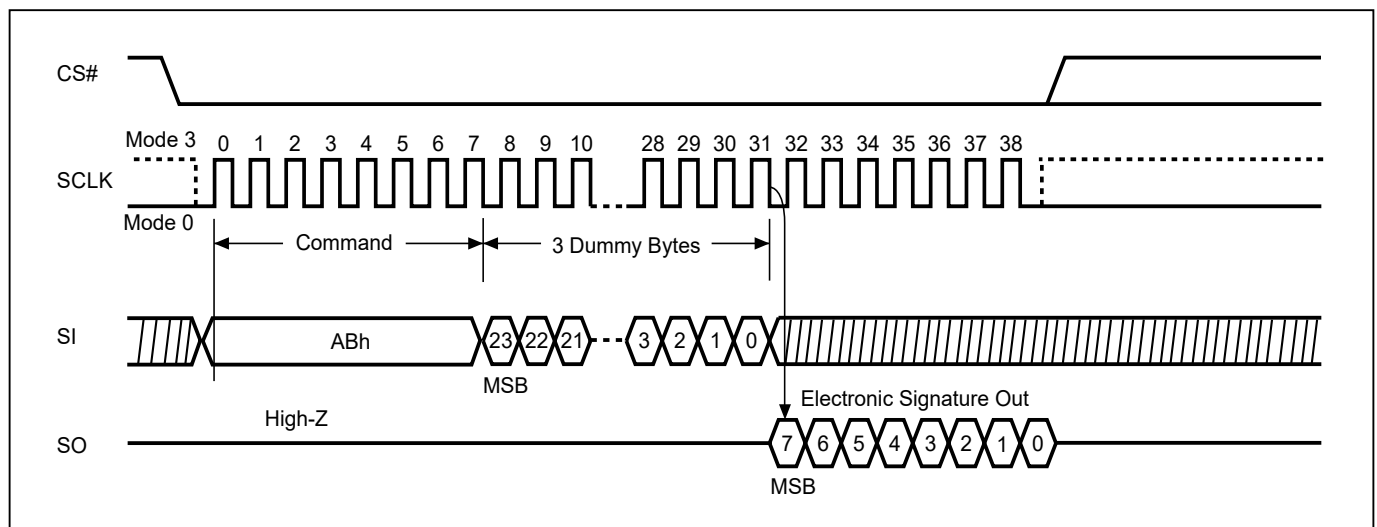 CS#
Mode 3 0 1 2 3 4 5 6 7 8 9 10 28 29 30 31 32 33 34 35 36 37 38
SCLK
Mode 0
Command 3 Dummy Bytes
SI ABh 23 22 21 3 2 1 0
MSB
Electronic Signature Out
High-Z
SO 7 6 5 4 3 2 1 0
MSB